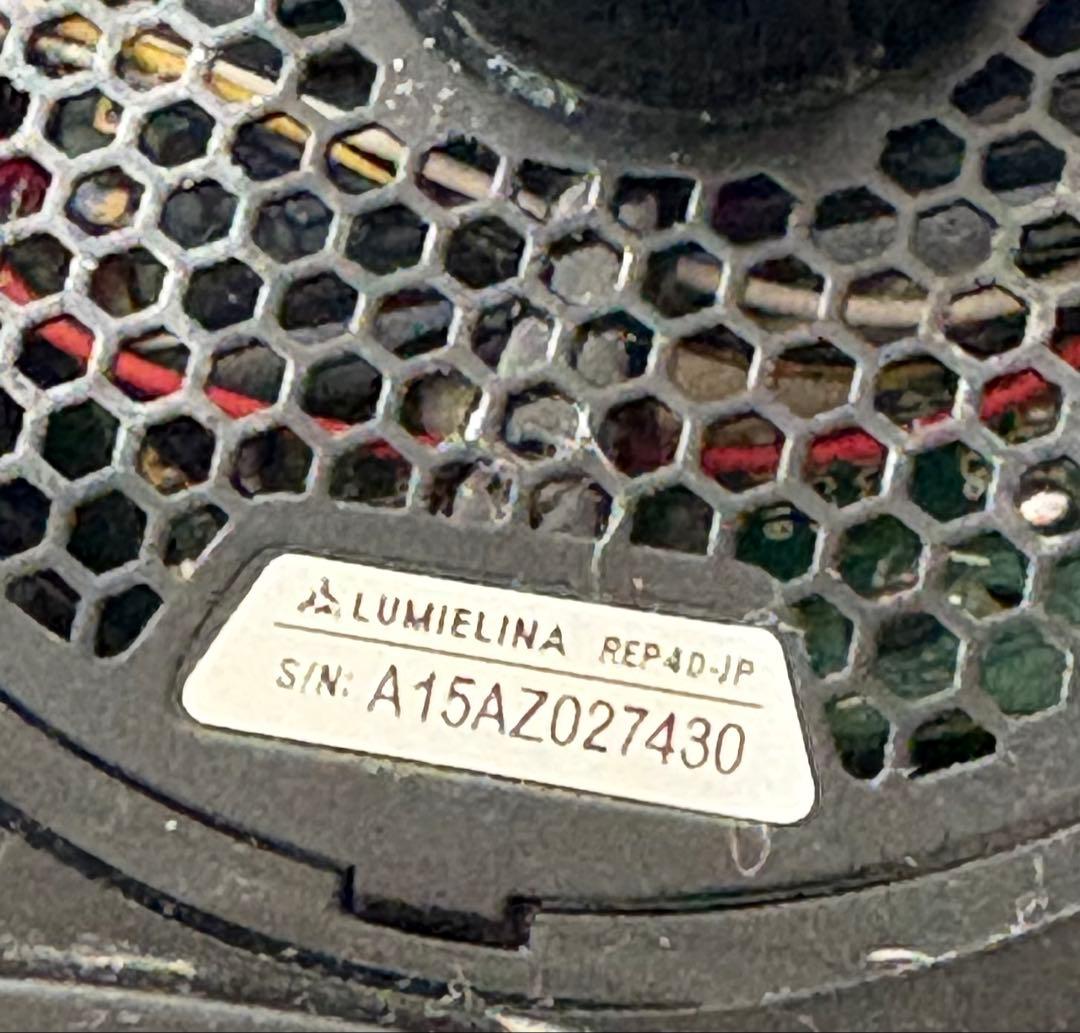 LUMIELINA REP4D-JP
S/N: A15AZ027430